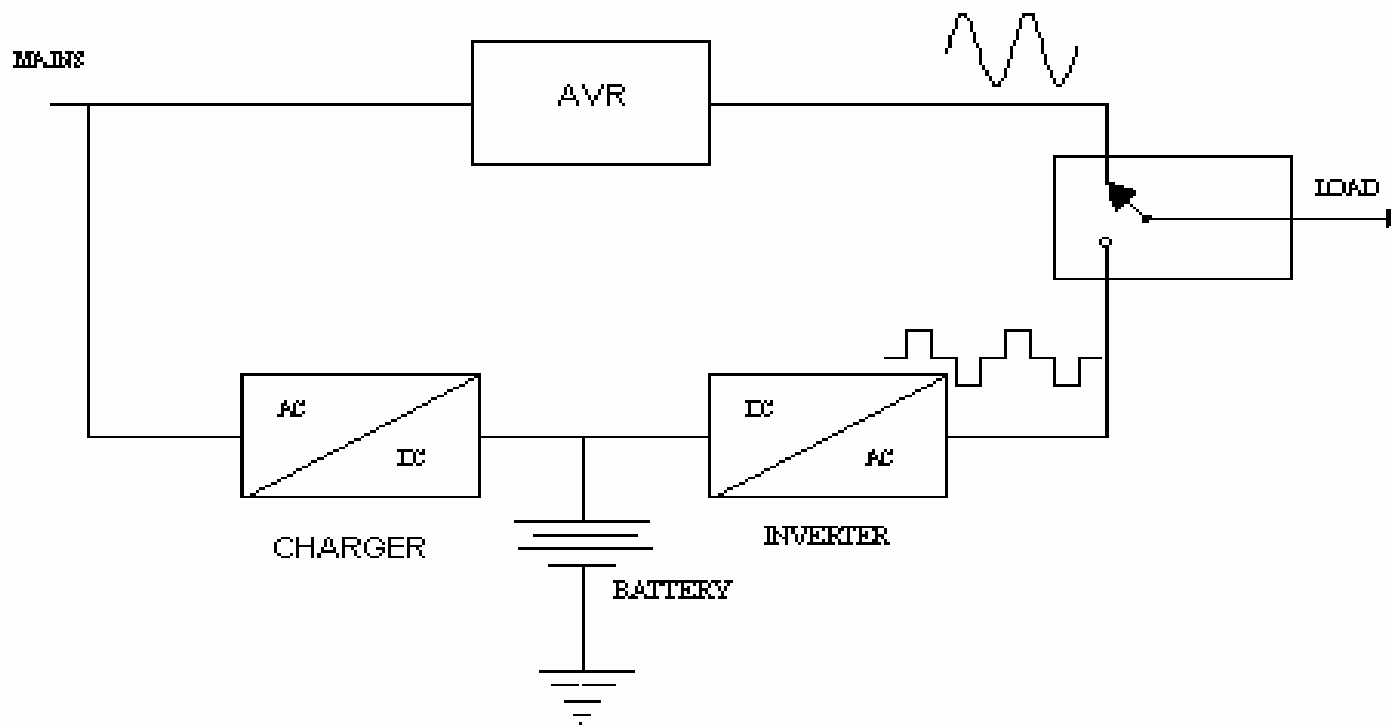 MAINS
AVR
LOAD
AC
DC
DC
AC
CHARGER
INVERTER
BATTERY